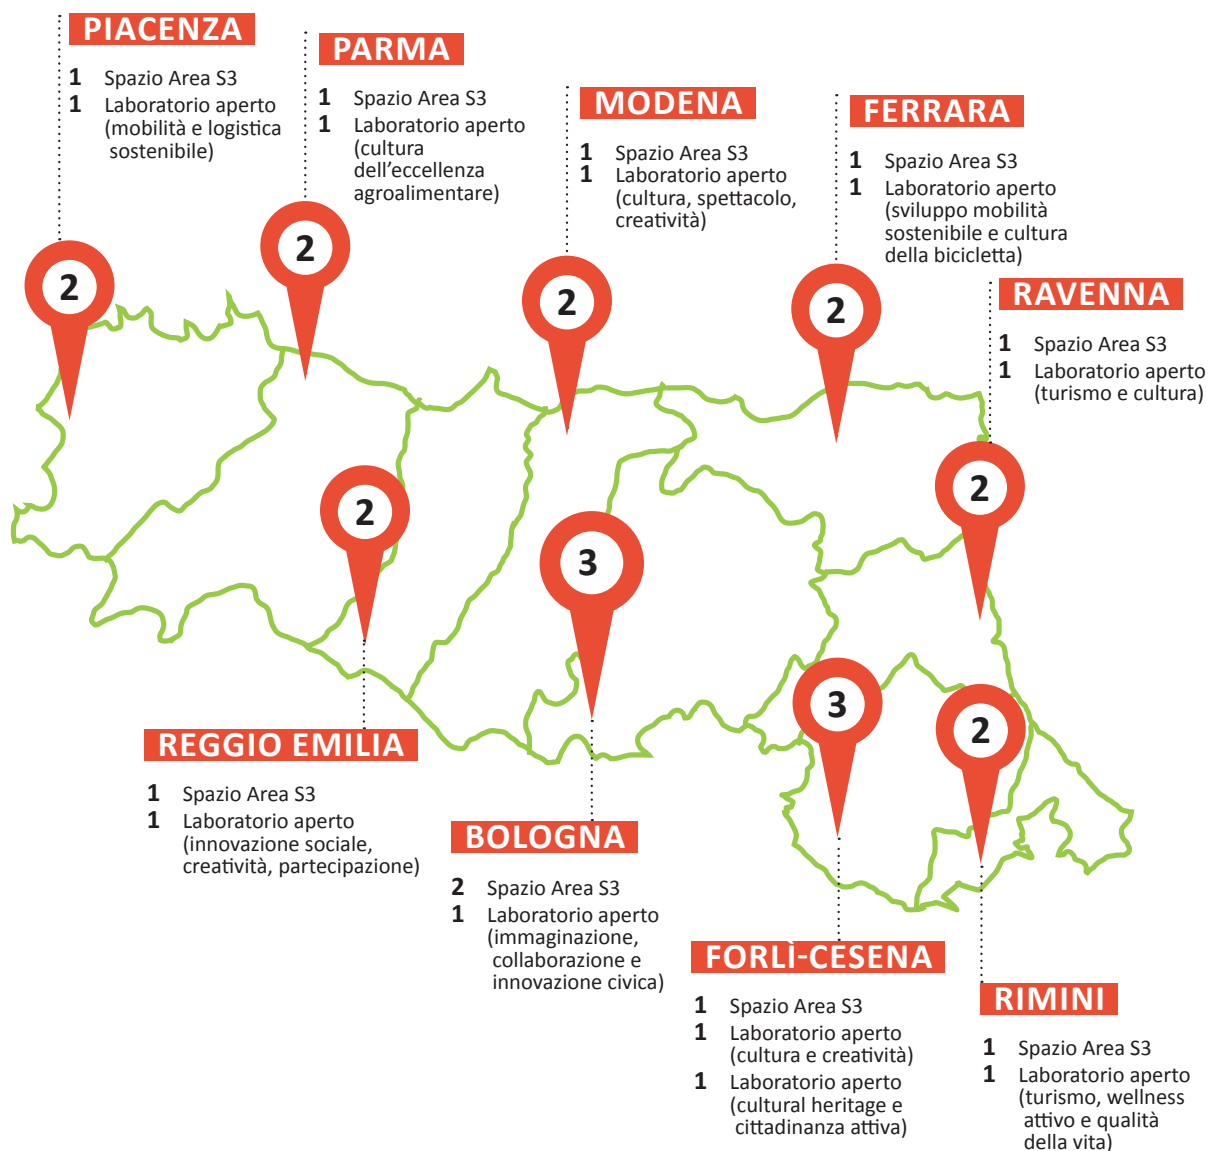 PIACENZA
1 Spazio Area S3
1 Laboratorio aperto
(mobilità e logistica
sostenibile)
PARMA
1 Spazio Area S3
1 Laboratorio aperto
(cultura
dell’eccellenza
agroalimentare)
MODENA
1 Spazio Area S3
1 Laboratorio aperto
(cultura, spettacolo,
creatività)
FERRARA
1 Spazio Area S3
1 Laboratorio aperto
(sviluppo mobilità
sostenibile e cultura
della bicicletta)
RAVENNA
1 Spazio Area S3
1 Laboratorio aperto
(turismo e cultura)
2
2
2
2
2
2
3
3
2
REGGIO EMILIA
1 Spazio Area S3
1 Laboratorio aperto
(innovazione sociale,
creatività, partecipazione)
BOLOGNA
2 Spazio Area S3
1 Laboratorio aperto
(immaginazione,
collaborazione e
innovazione civica)
FORLÌ-CESENA
1 Spazio Area S3
1 Laboratorio aperto
(cultura e creatività)
1 Laboratorio aperto
(cultural heritage e
cittadinanza attiva)
RIMINI
1 Spazio Area S3
1 Laboratorio aperto
(turismo, wellness
attivo e qualità
della vita)